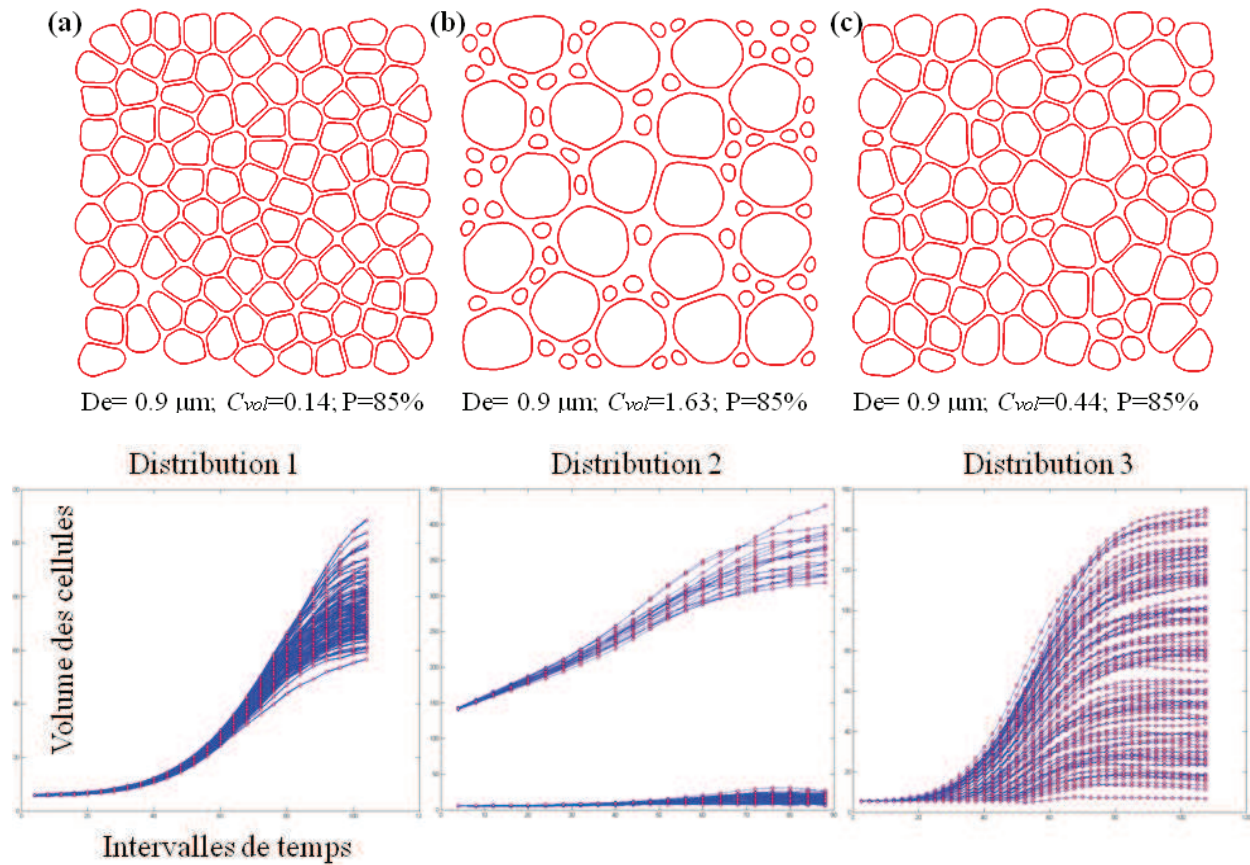 (a)
(b)
(c)
De= 0.9 µm; Cvol=0.14; P=85%
De= 0.9 µm; Cvol=1.63; P=85%
De= 0.9 µm; Cvol=0.44; P=85%
Distribution 1
Distribution 2
Distribution 3
Volume des cellules
Intervalles de temps